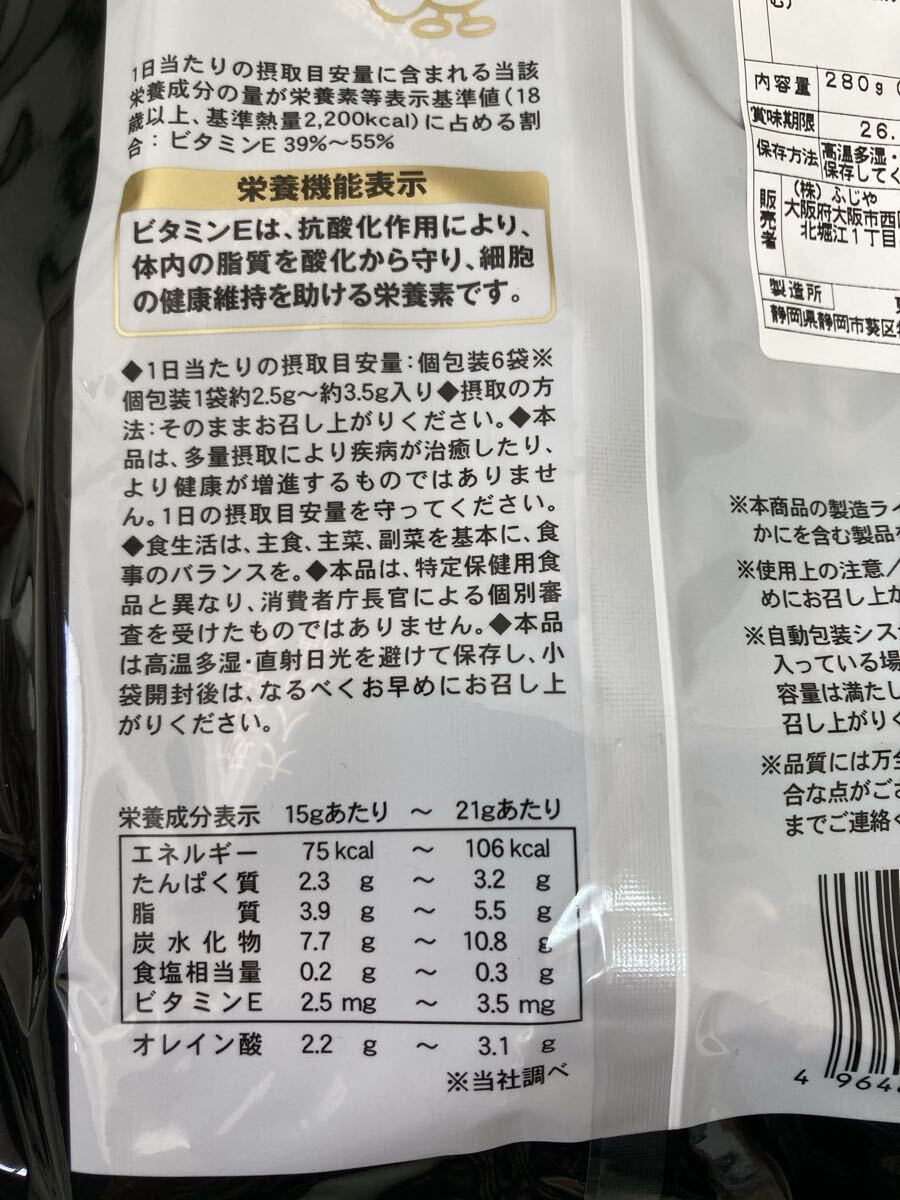 1日当たりの摂取目安量に含まれる当該
栄養成分の量が栄養素等表示基準値(18
歳以上、基準熱量2,200kcal)に占める割
合：ビタミンE 39%〜55%
栄養機能表示
ビタミンEは、抗酸化作用により、
体内の脂質を酸化から守り、細胞
の健康維持を助ける栄養素です。
◆1日当たりの摂取目安量：個包装6袋※
個包装1袋約2.5g〜約3.5g入り◆摂取の方
法：そのままお召し上がりください。◆本
品は、多量摂取により疾病が治癒したり、
より健康が増進するものではありませ
ん。1日の摂取目安量を守ってください。
◆食生活は、主食、主菜、副菜を基本に、食
事のバランスを。◆本品は、特定保健用食
品と異なり、消費者庁長官による個別審
査を受けたものではありません。◆本品
は高温多湿・直射日光を避けて保存し、小
袋開封後は、なるべくお早めにお召し上
がりください。
栄養成分表示 15gあたり 〜 21gあたり
エネルギー 75 kcal 〜 106 kcal
たんぱく質 2.3 g 〜 3.2 g
脂質 3.9 g 〜 5.5 g
炭水化物 7.7 g 〜 10.8 g
食塩相当量 0.2 g 〜 0.3 g
ビタミンE 2.5 mg 〜 3.5 mg
オレイン酸 2.2 g 〜 3.1 g
※当社調べ
む)
内容量 280g (
賞味期限 26.
保存方法 高温多湿・
保存してく
販売者 (株)ふじや
大阪府大阪市西
北堀江1丁目
製造所
静岡県静岡市葵区
※本商品の製造ラ
かにを含む製品
※使用上の注意／
めにお召し上が
※自動包装シス
入っている場
容量は満たし
召し上がりく
※品質には万全
合な点がござ
までご連絡く
4 964